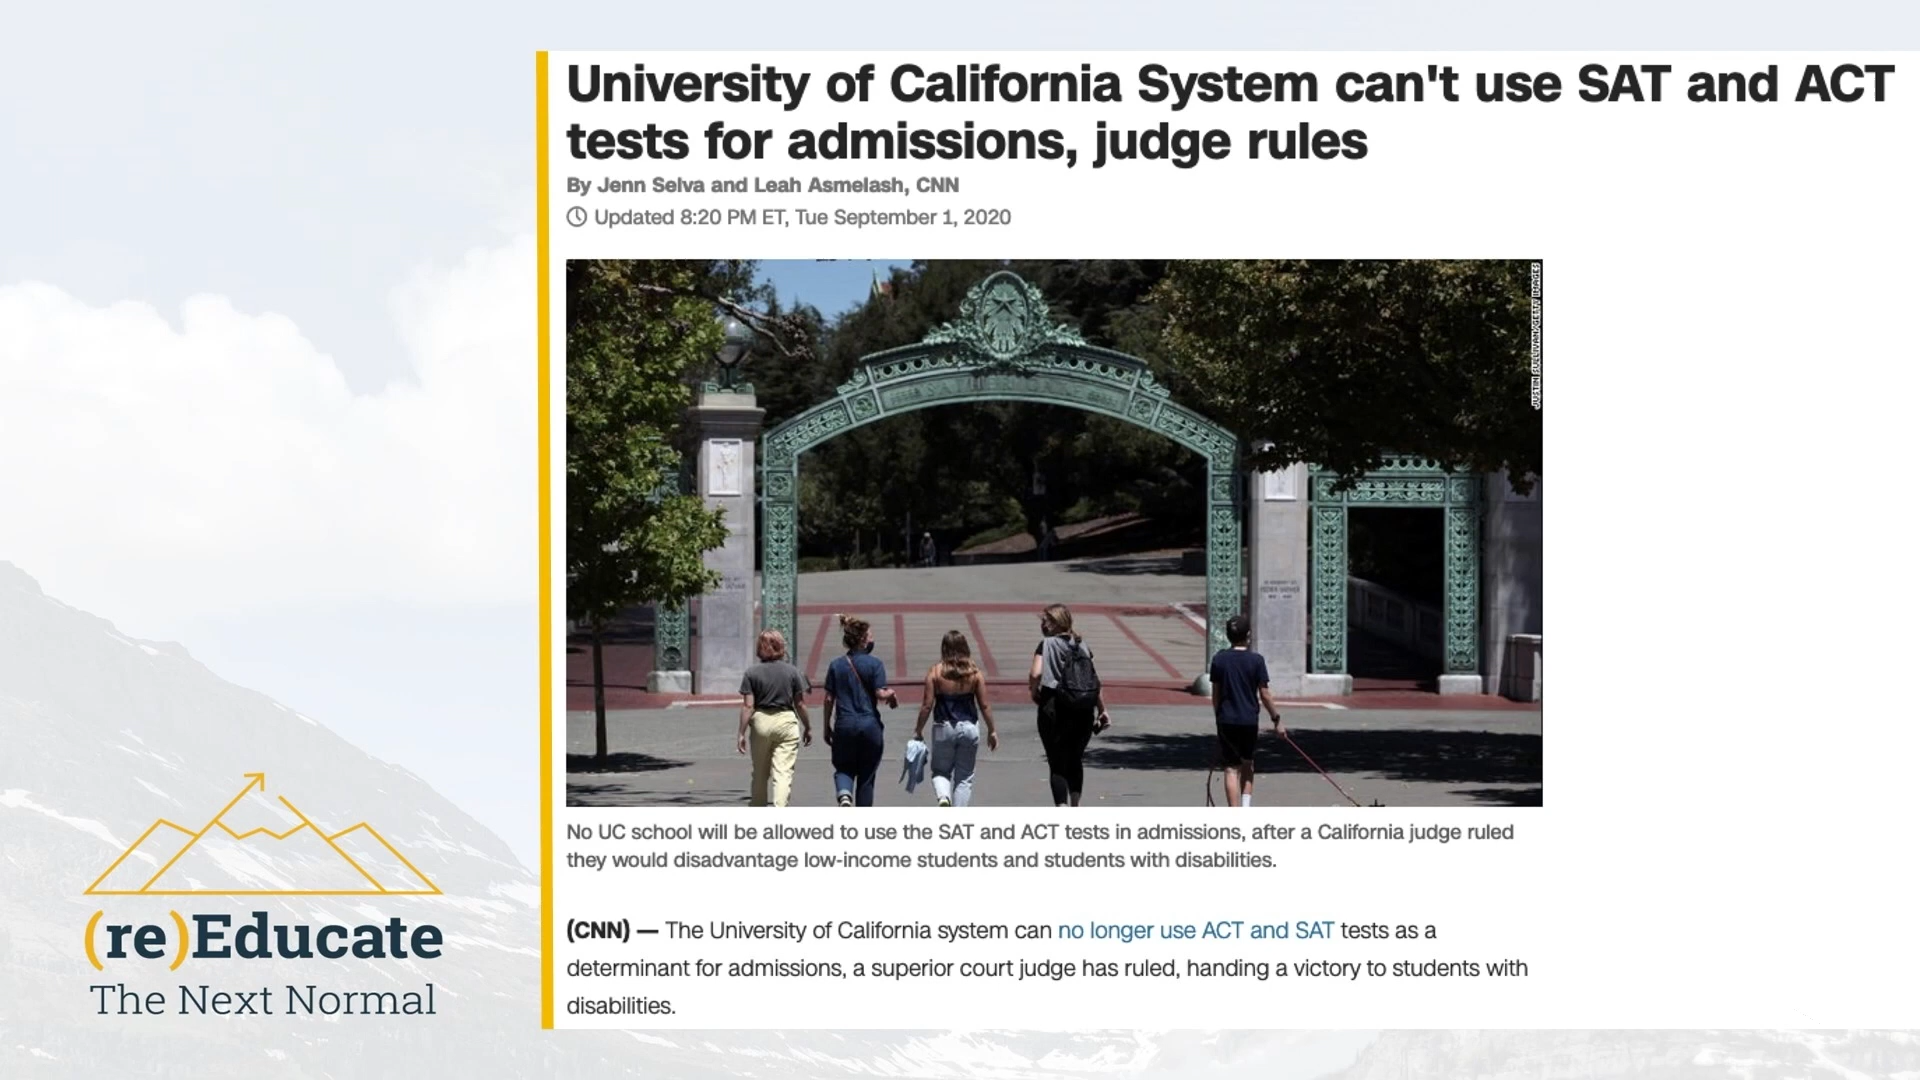 University of California System can't use SAT and ACT
tests for admissions, judge rules
By Jenn Selva and Leah Asmelash, CNN
Updated 8:20 PM ET, Tue September 1, 2020
JUSTIN SULLIVAN/GETTY IMAGES
No UC school will be allowed to use the SAT and ACT tests in admissions, after a California judge ruled
they would disadvantage low-income students and students with disabilities.
(CNN) — The University of California system can no longer use ACT and SAT tests as a
determinant for admissions, a superior court judge has ruled, handing a victory to students with
disabilities.
(re)Educate
The Next Normal